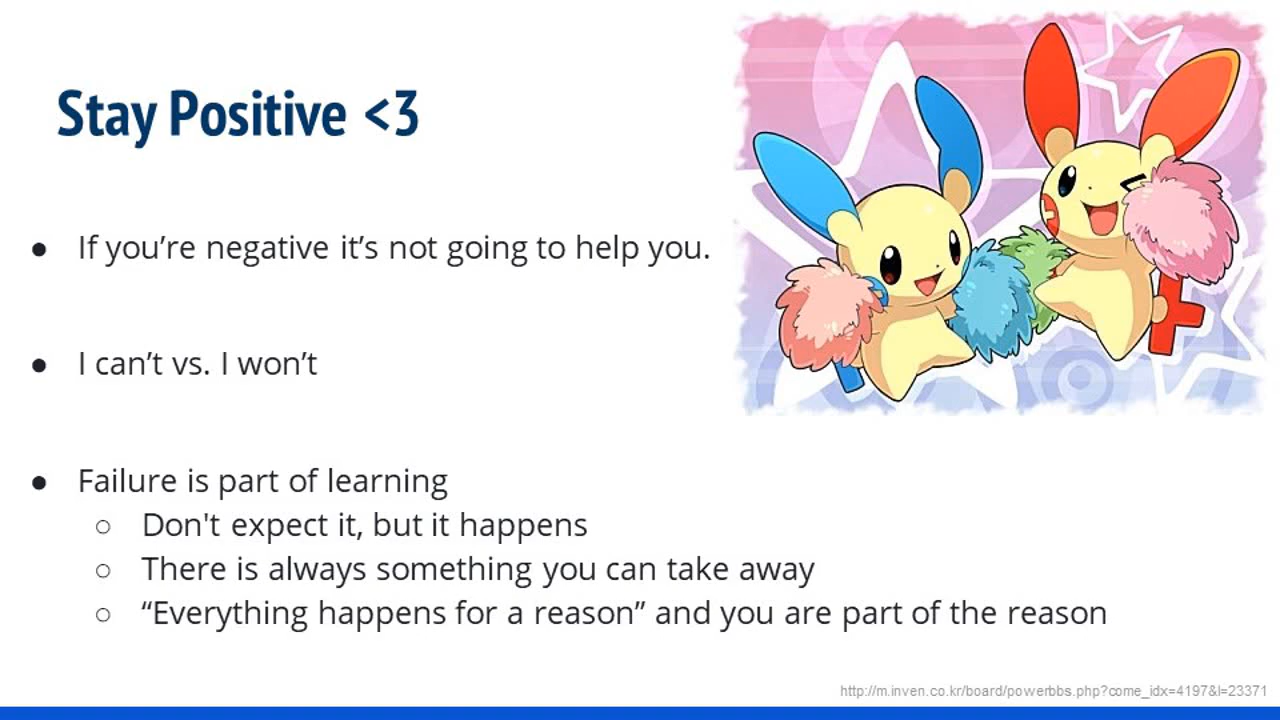 Stay Positive <3
● If you’re negative it’s not going to help you.
● I can’t vs. I won’t
● Failure is part of learning
○ Don't expect it, but it happens
○ There is always something you can take away
○ “Everything happens for a reason” and you are part of the reason
http://m.inven.co.kr/board/powerbbs.php?come_idx=4197&l=23371